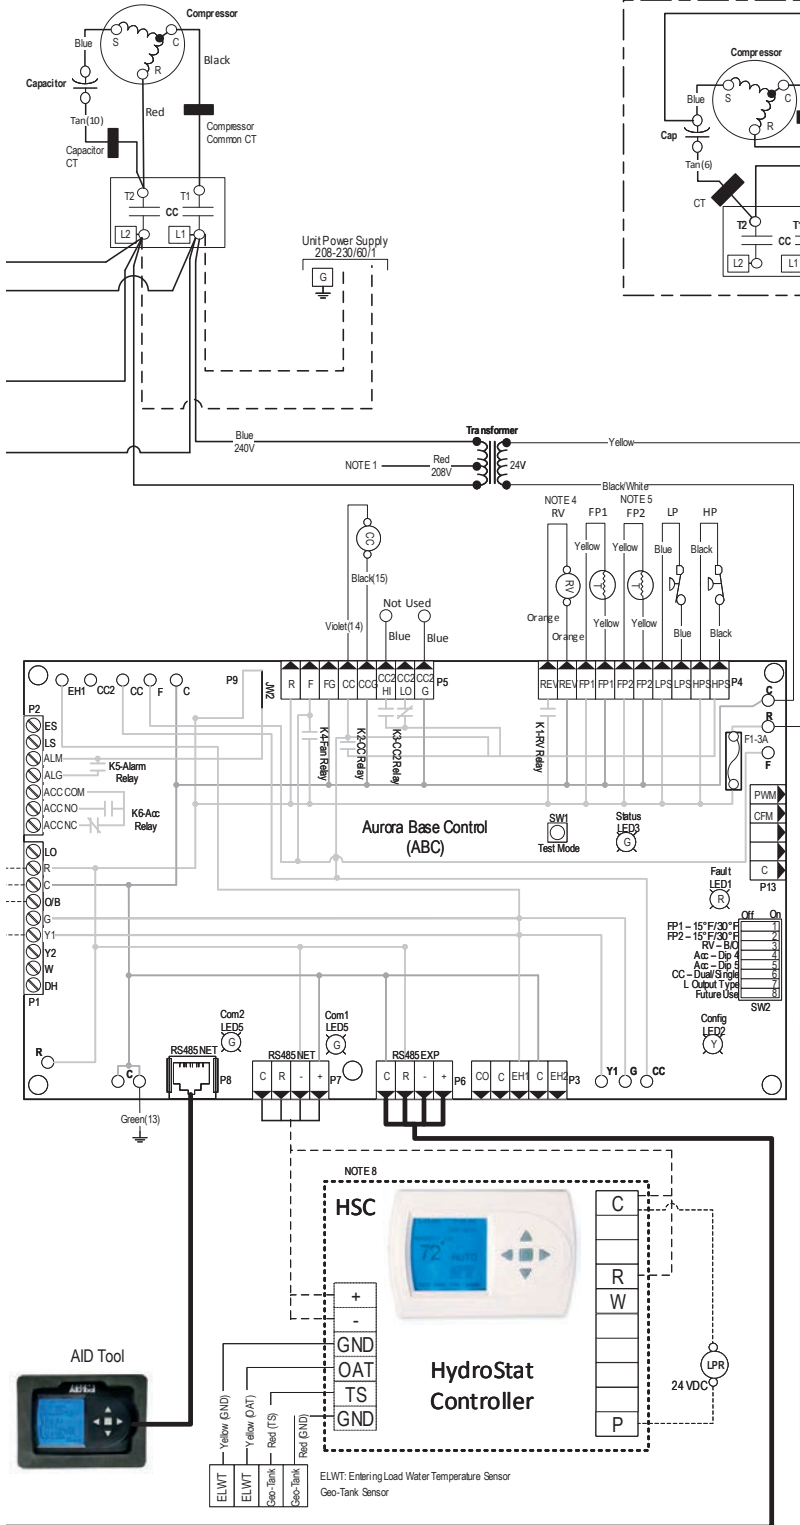 Compressor
S
C
R
Blue
Black
Capacitor
Tan(10)
Red
Capacitor
CT
Compressor
Common CT
T2
T1
CC
L2
L1
Unit Power Supply
208-230/60/1
G
Compressor
Blue
S
C
R
Cap
Tan(6)
CT
T2
CC
L2
L1
Transformer
Blue
240V
Yellow
NOTE 1
Red
208V
24V
Black/White
NOTE 4
RV
FP1
NOTE 5
FP2
LP
HP
CC
Black(15)
Violet(14)
Not Used
Blue
Blue
Yellow
Yellow
Blue
Black
RV
T
T
Orange
Orange
Yellow
Yellow
Blue
Black
EH1
CC2
CC
F
C
P9
JW2
R
F
FG
CC
CCG
CC2 HI
CC2 LO
CC2 G
P5
REV
REV
FP1
FP1
FP2
FP2
LPS
LPS
HPS
HPS
P4
C
R
F
F1-3A
P2
ES
LS
ALM
ALG
ACC COM
ACC NO
ACC NC
K5-Alarm
Relay
K6-Acc
Relay
K4-Fan Relay
K2-CC Relay
K3-CC2 Relay
K1-RV Relay
Aurora Base Control
(ABC)
SW1
Test Mode
Status
LED3
G
PWM
CFM
C
P13
Fault
LED1
R
LO
R
C
O/B
G
Y1
Y2
W
DH
P1
Off
On
FP1 – 15°F/30°F
1
FP2 – 15°F/30°F
2
RV – B/O
3
Acc – Dip 4
4
Acc – Dip 5
5
CC – Dual/Single
6
L Output Type
7
Future Use
8
SW2
Config
LED2
Y
Com2
LED5
G
Com1
LED5
G
R
C
Green(13)
RS485 NET
P8
RS485 NET
C
R
-
+
P7
RS485 EXP
C
R
-
+
P6
CO
C
EH1
C
EH2
P3
Y1
G
CC
NOTE 8
HSC
72°
AUTO
C
R
W
P
+
-
GND
OAT
TS
GND
HydroStat
Controller
LPR
24 VDC
AID Tool
Yellow (GND)
Yellow (OAT)
Red (TS)
Red (GND)
ELWT
ELWT
Geo-Tank
Geo-Tank
ELWT: Entering Load Water Temperature Sensor
Geo-Tank Sensor